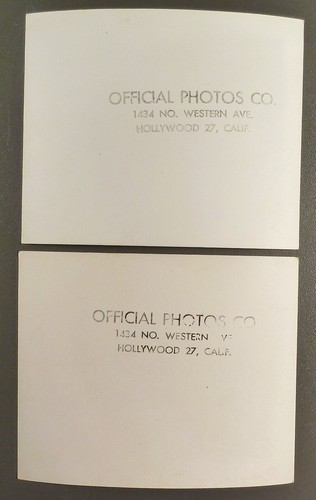 OFFICIAL PHOTOS CO.
1434 NO. WESTERN AVE.
HOLLYWOOD 27, CALIF.
OFFICIAL PHOTOS CO
1434 NO. WESTERN VE
HOLLYWOOD 27, CALIF.